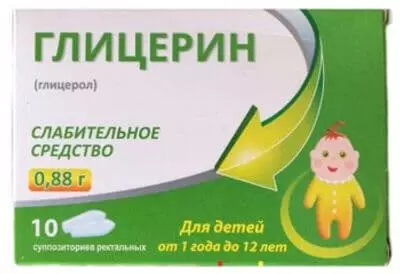 ГЛИЦЕРИН
(глицерол)
СЛАБИТЕЛЬНОЕ
СРЕДСТВО
0,88 г
10
суппозиториев ректальных
Для детей
от 1 года до 12 лет